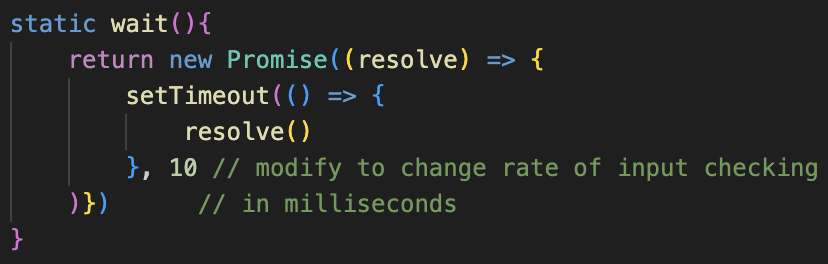 static wait(){
    return new Promise((resolve) => {
        setTimeout(() => {
            resolve()
        }, 10 // modify to change rate of input checking
    )})      // in milliseconds
}